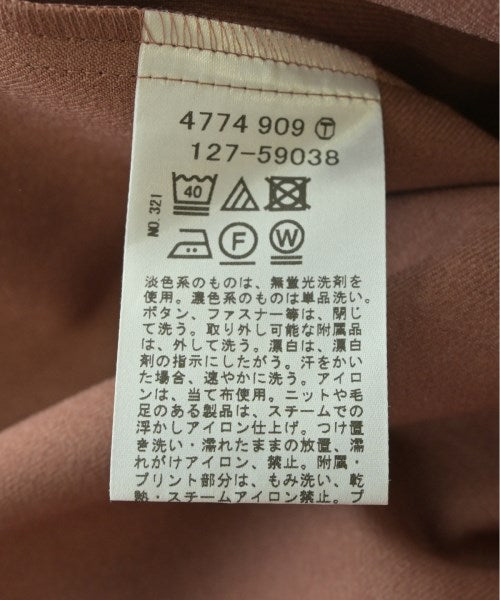 4774 909 Ⓣ
127-59038
NO.321
40
F W
淡色系のものは、無蛍光洗剤を
使用。濃色系のものは単品洗い。
ボタン、ファスナー等は、閉じ
て洗う。取り外し可能な附属品
は、外して洗う。漂白は、漂白
剤の指示にしたがう。汗をかい
た場合、速やかに洗う。アイロ
ンは、当て布使用。ニットや毛
足のある製品は、スチームでの
浮かしアイロン仕上げ。つけ置
き洗い・濡れたままの放置、濡
れがけアイロン、禁止。附属・
プリント部分は、もみ洗い、乾
熱・スチームアイロン禁止。プ